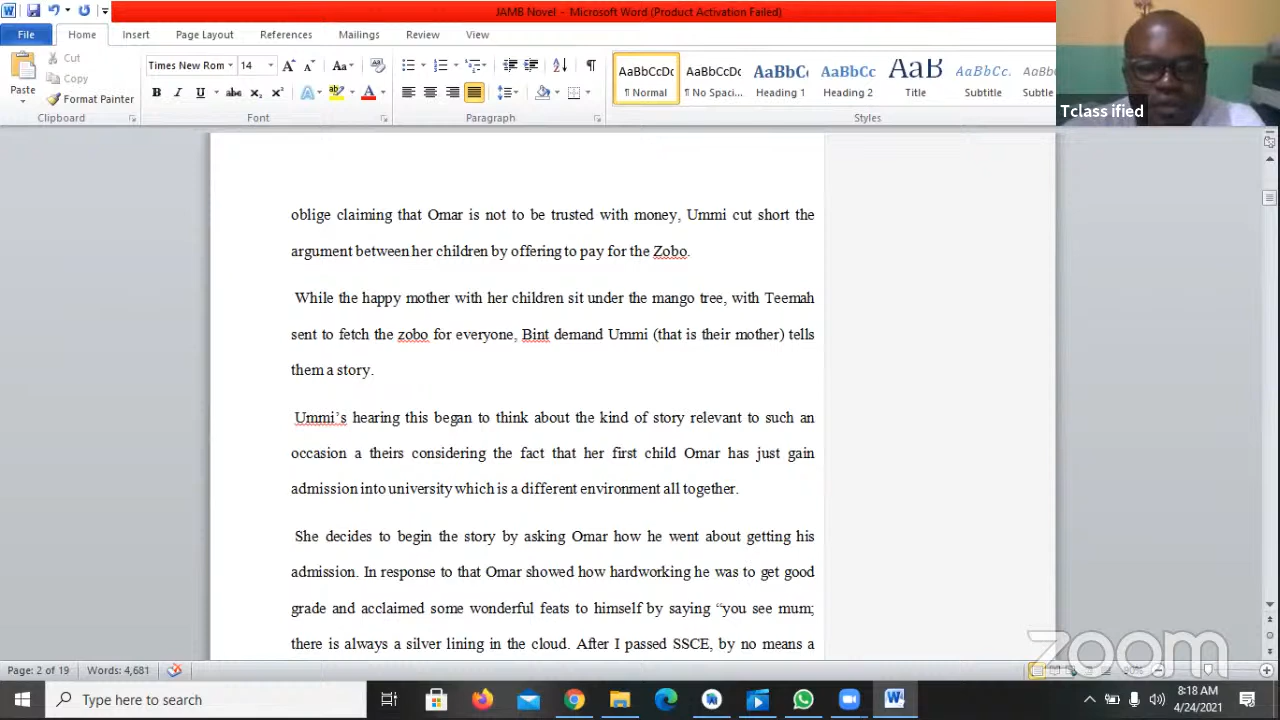 JAMB Novel - Microsoft Word (Product Activation Failed)
File Home Insert Page Layout References Mailings Review View
Paste
Cut
Copy
Format Painter
Times New Rom 14
AaBbCcDc AaBbCcDc AaBbC AaBbCc AaB AaBbCc. AaBb
¶ Normal ¶ No Spaci... Heading 1 Heading 2 Title Subtitle Subtle
Clipboard Font Paragraph Styles
Tclass ified
oblige claiming that Omar is not to be trusted with money, Ummi cut short the
argument between her children by offering to pay for the Zobo.
While the happy mother with her children sit under the mango tree, with Teemah
sent to fetch the zobo for everyone, Bint demand Ummi (that is their mother) tells
them a story.
Ummi's hearing this began to think about the kind of story relevant to such an
occasion a theirs considering the fact that her first child Omar has just gain
admission into university which is a different environment all together.
She decides to begin the story by asking Omar how he went about getting his
admission. In response to that Omar showed how hardworking he was to get good
grade and acclaimed some wonderful feats to himself by saying “you see mum;
there is always a silver lining in the cloud. After I passed SSCE, by no means a
zoom
Page: 2 of 19 Words: 4,681 90%
Type here to search
8:18 AM
4/24/2021